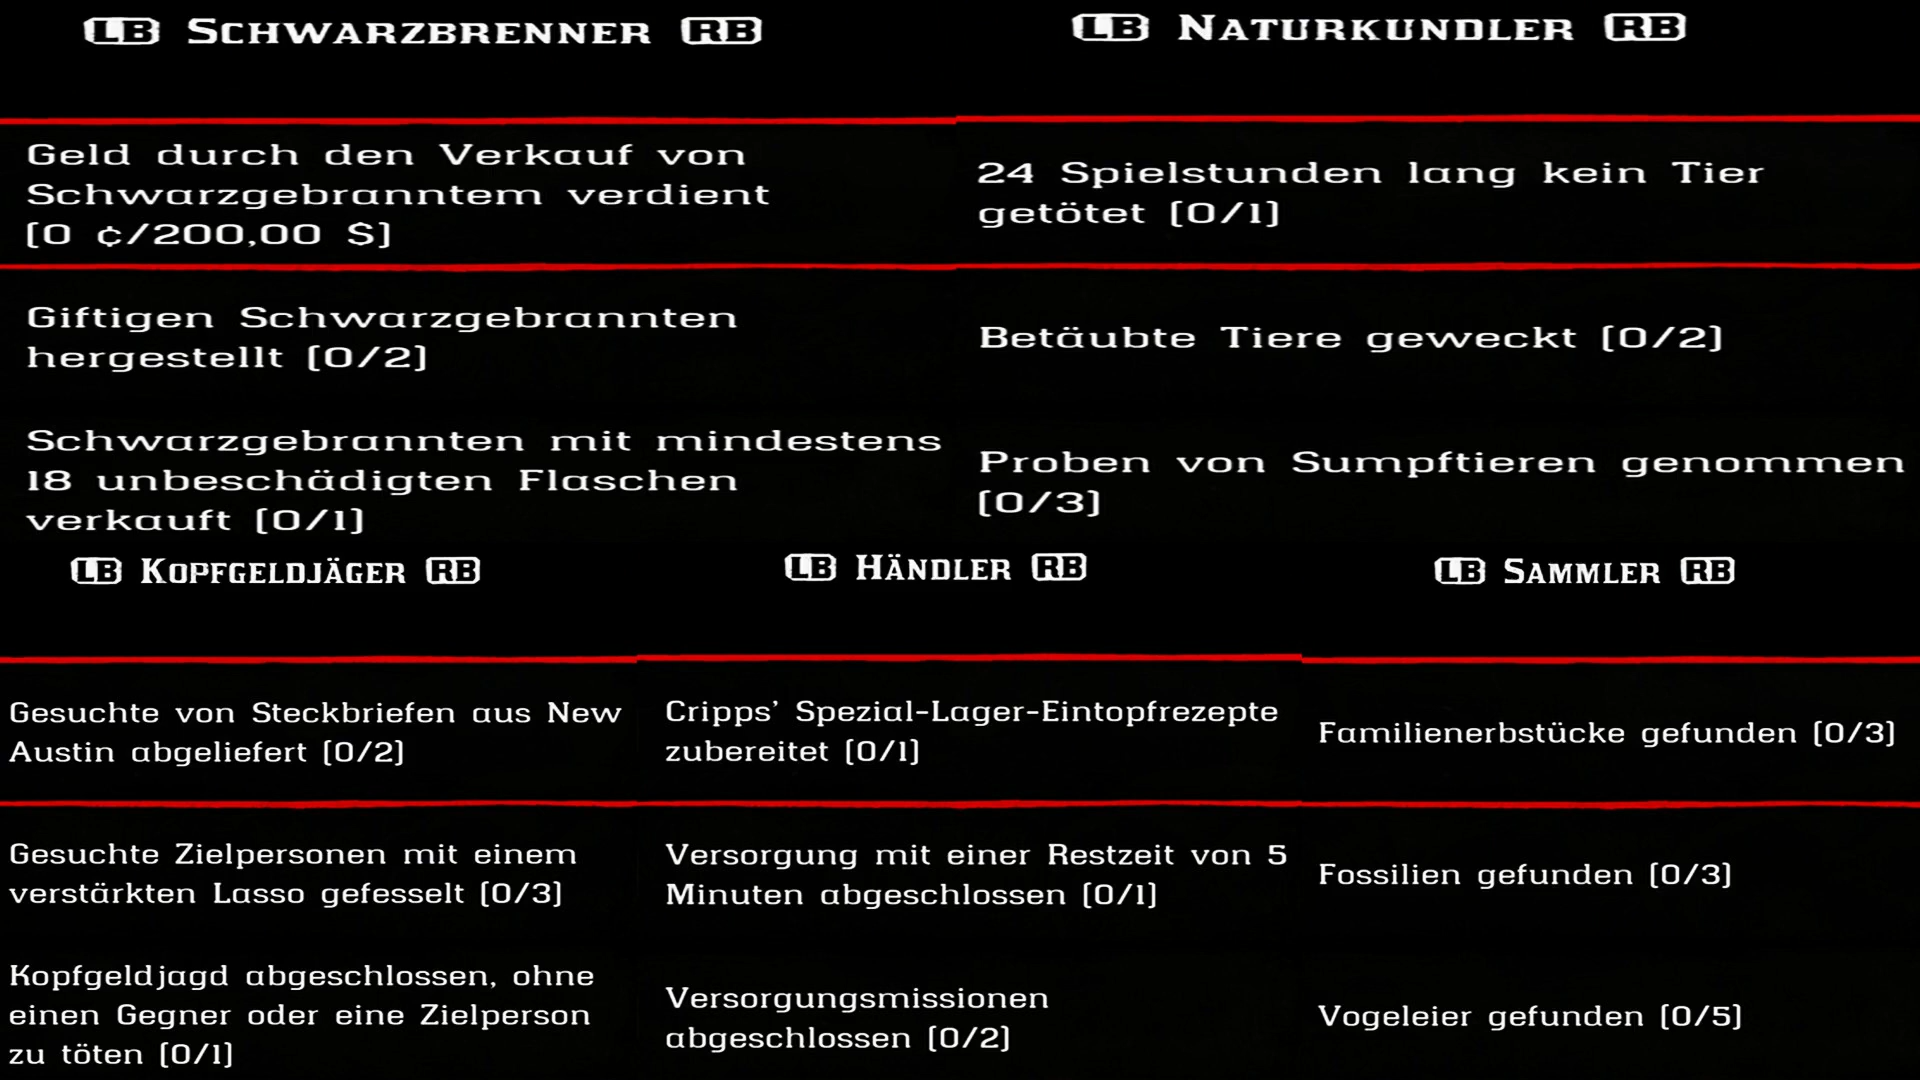 LB Schwarzbrenner RB
Geld durch den Verkauf von
Schwarzgebranntem verdient
[0 ¢/200,00 $]
Giftigen Schwarzgebrannten
hergestellt [0/2]
Schwarzgebrannten mit mindestens
18 unbeschädigten Flaschen
verkauft [0/1]
LB Naturkundler RB
24 Spielstunden lang kein Tier
getötet [0/1]
Betäubte Tiere geweckt [0/2]
Proben von Sumpftieren genommen
[0/3]
LB Kopfgeldjäger RB
Gesuchte von Steckbriefen aus New
Austin abgeliefert [0/2]
Gesuchte Zielpersonen mit einem
verstärkten Lasso gefesselt [0/3]
Kopfgeldjagd abgeschlossen, ohne
einen Gegner oder eine Zielperson
zu töten [0/1]
LB Händler RB
Cripps’ Spezial-Lager-Eintopfrezepte
zubereitet [0/1]
Versorgung mit einer Restzeit von 5
Minuten abgeschlossen [0/1]
Versorgungsmissionen
abgeschlossen [0/2]
LB Sammler RB
Familienerbstücke gefunden [0/3]
Fossilien gefunden [0/3]
Vogeleier gefunden [0/5]